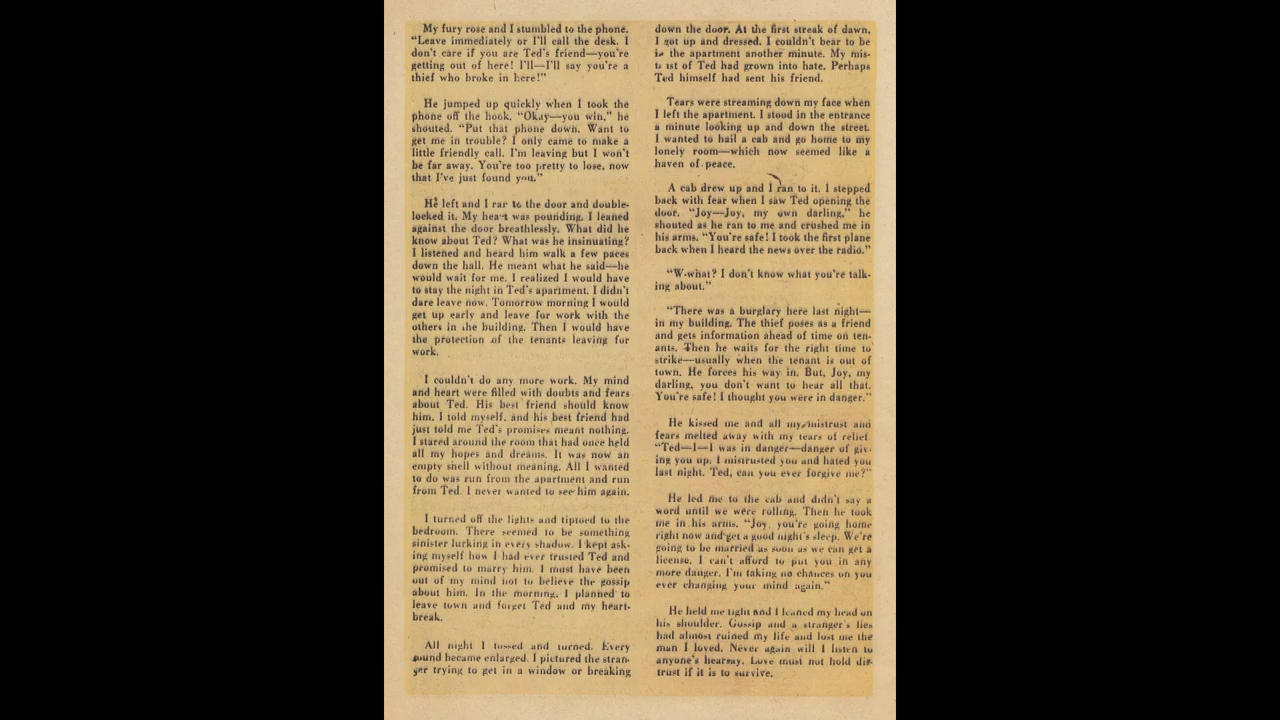 My fury rose and I stumbled to the phone.
“Leave immediately or I'll call the desk. I
don't care if you are Ted's friend—you're
getting out of here! I'll—I'll say you're a
thief who broke in here!”
He jumped up quickly when I took the
phone off the hook. “Okay—you win,” he
shouted. “Put that phone down. Want to
get me in trouble? I only came to make a
little friendly call. I'm leaving but I won't
be far away. You're too pretty to lose, now
that I've just found you.”
He left and I ran to the door and double-
locked it. My heart was pounding. I leaned
against the door breathlessly. What did he
know about Ted? What was he insinuating?
I listened and heard him walk a few paces
down the hall. He meant what he said—he
would wait for me. I realized I would have
to stay the night in Ted's apartment. I didn't
dare leave now. Tomorrow morning I would
get up early and leave for work with the
others in the building. Then I would have
the protection of the tenants leaving for
work.
I couldn't do any more work. My mind
and heart were filled with doubts and fears
about Ted. His best friend should know
him, I told myself, and his best friend had
just told me Ted's promises meant nothing.
I stared around the room that had once held
all my hopes and dreams. It was now an
empty shell without meaning. All I wanted
to do was run from the apartment and run
from Ted. I never wanted to see him again.
I turned off the lights and tiptoed to the
bedroom. There seemed to be something
sinister lurking in every shadow. I kept ask-
ing myself how I had ever trusted Ted and
promised to marry him. I must have been
out of my mind not to believe the gossip
about him. In the morning, I planned to
leave town and forget Ted and my heart-
break.
All night I tossed and turned. Every
sound became enlarged. I pictured the stran-
ger trying to get in a window or breaking
down the door. At the first streak of dawn,
I got up and dressed. I couldn't bear to be
in the apartment another minute. My mis-
trust of Ted had grown into hate. Perhaps
Ted himself had sent his friend.
Tears were streaming down my face when
I left the apartment. I stood in the entrance
a minute looking up and down the street.
I wanted to hail a cab and go home to my
lonely room—which now seemed like a
haven of peace.
A cab drew up and I ran to it. I stepped
back with fear when I saw Ted opening the
door. “Joy—Joy, my own darling,” he
shouted as he ran to me and crushed me in
his arms. “You're safe! I took the first plane
back when I heard the news over the radio.”
“W-what? I don't know what you're talk-
ing about.”
“There was a burglary here last night—
in my building. The thief poses as a friend
and gets information ahead of time on ten-
ants. Then he waits for the right time to
strike—usually when the tenant is out of
town. He forces his way in. But, Joy, my
darling, you don't want to hear all that.
You're safe! I thought you were in danger.”
He kissed me and all my mistrust and
fears melted away with my tears of relief.
“Ted—I—I was in danger—danger of giv-
ing you up. I mistrusted you and hated you
last night. Ted, can you ever forgive me?”
He led me to the cab and didn't say a
word until we were rolling. Then he took
me in his arms. “Joy, you're going home
right now and get a good night's sleep. We're
going to be married as soon as we can get a
license. I can't afford to put you in any
more danger. I'm taking no chances on you
ever changing your mind again.”
He held me tight and I leaned my head on
his shoulder. Gossip and a stranger's lies
had almost ruined my life and lost me the
man I loved. Never again will I listen to
anyone's hearsay. Love must not hold dis-
trust if it is to survive.